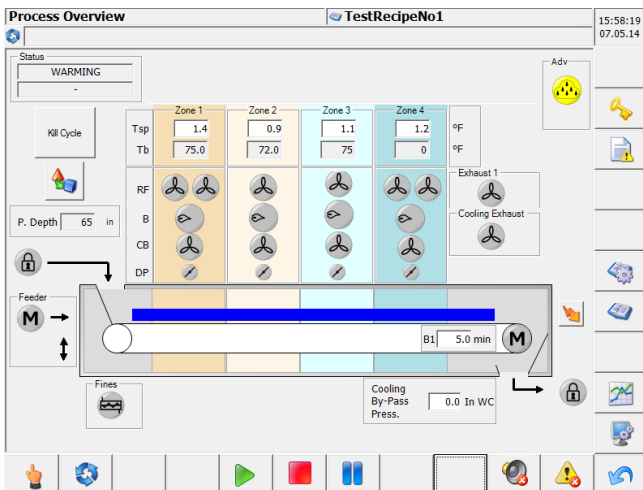 Process Overview
TestRecipeNo1
15:58:19
07.05.14
Status
WARMING
-
Adv
Kill Cycle
Zone 1 Zone 2 Zone 3 Zone 4
Tsp 1.4 0.9 1.1 1.2 ºF
Tb 75.0 72.0 75 0 ºF
RF
Exhaust 1
P. Depth 65 in
B
Cooling Exhaust
CB
DP
Feeder
M
B1 5.0 min M
Fines
Cooling
By-Pass 0.0 In WC
Press.